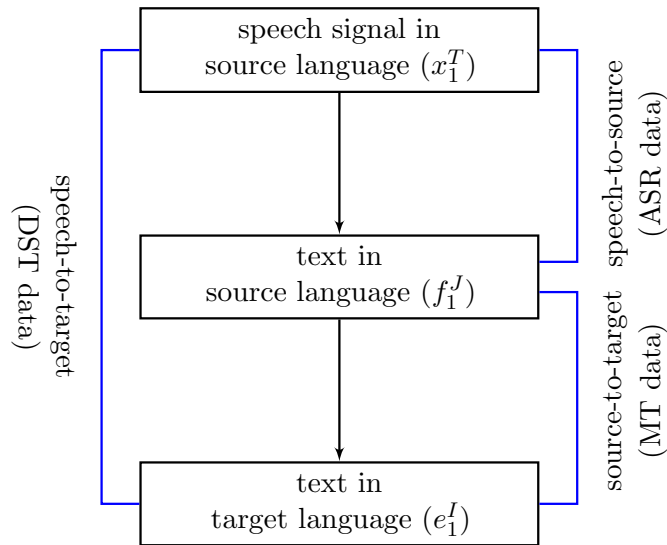 speech signal in
source language ($x_1^T$)
speech-to-source
(ASR data)
speech-to-target
(DST data)
text in
source language ($f_1^J$)
source-to-target
(MT data)
text in
target language ($e_1^I$)